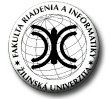 FAKULTA RIADENIA A INFORMATIKY
ŽILINSKÁ UNIVERZITA